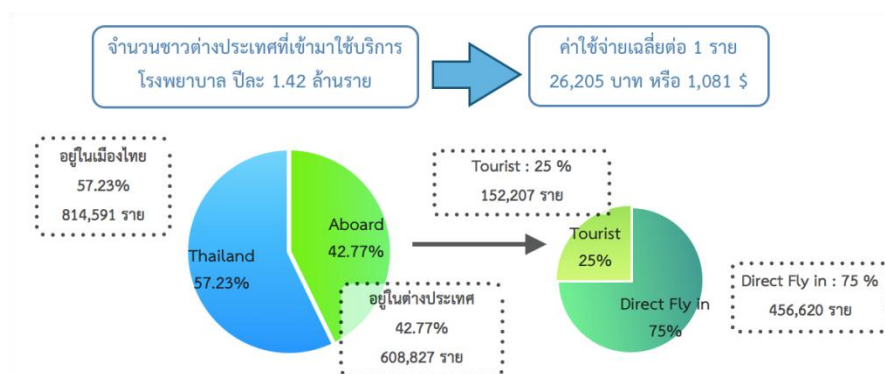 จำนวนชาวต่างประเทศที่เข้ามาใช้บริการ
โรงพยาบาล ปีละ 1.42 ล้านราย
ค่าใช้จ่ายเฉลี่ยต่อ 1 ราย
26,205 บาท หรือ 1,081 $
อยู่ในเมืองไทย
57.23%
814,591 ราย
Thailand
57.23%
Aboard
42.77%
อยู่ในต่างประเทศ
42.77%
608,827 ราย
Tourist : 25 %
152,207 ราย
Tourist
25%
Direct Fly in
75%
Direct Fly in : 75 %
456,620 ราย